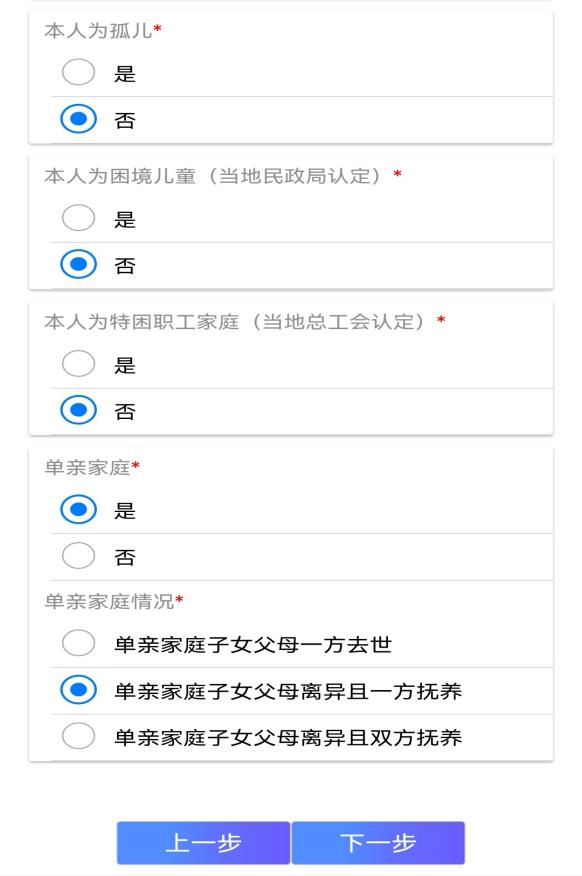 本人为孤儿*
是
否
本人为困境儿童（当地民政局认定）*
是
否
本人为特困职工家庭（当地总工会认定）*
是
否
单亲家庭*
是
否
单亲家庭情况*
单亲家庭子女父母一方去世
单亲家庭子女父母离异且一方抚养
单亲家庭子女父母离异且双方抚养
上一步 下一步